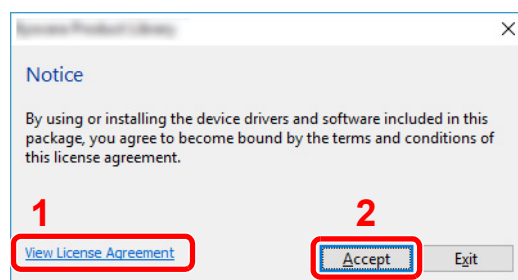 Notice
By using or installing the device drivers and software included in this
package, you agree to become bound by the terms and conditions of
this license agreement.
1
2
View License Agreement
Accept
Exit